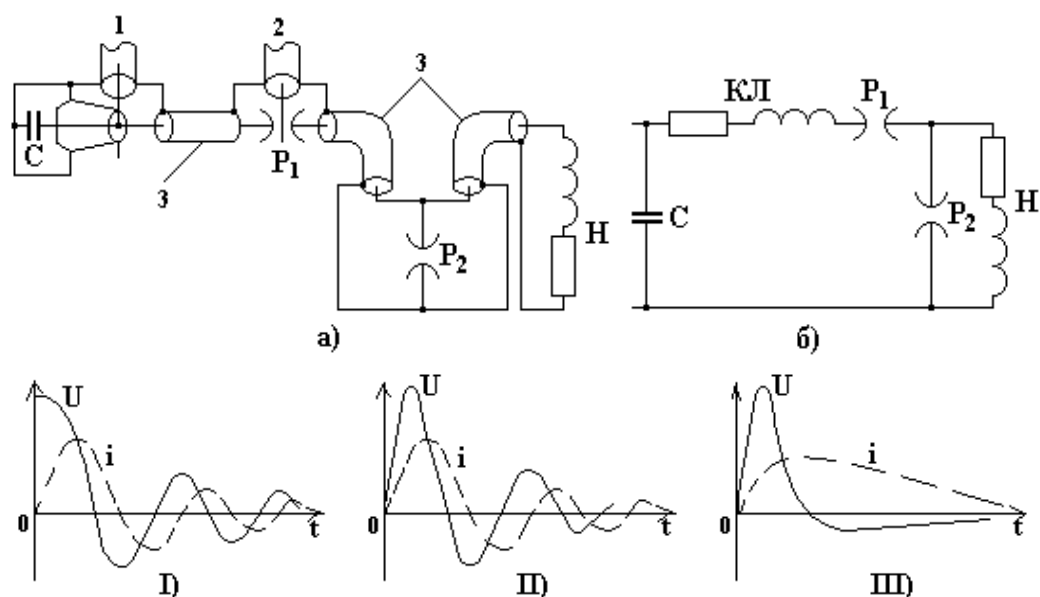 1
2
3
КЛ
P1
C
P1
3
P2
H
C
P2
H
а)
б)
U
i
0
t
I)
U
i
0
t
II)
U
i
0
t
III)